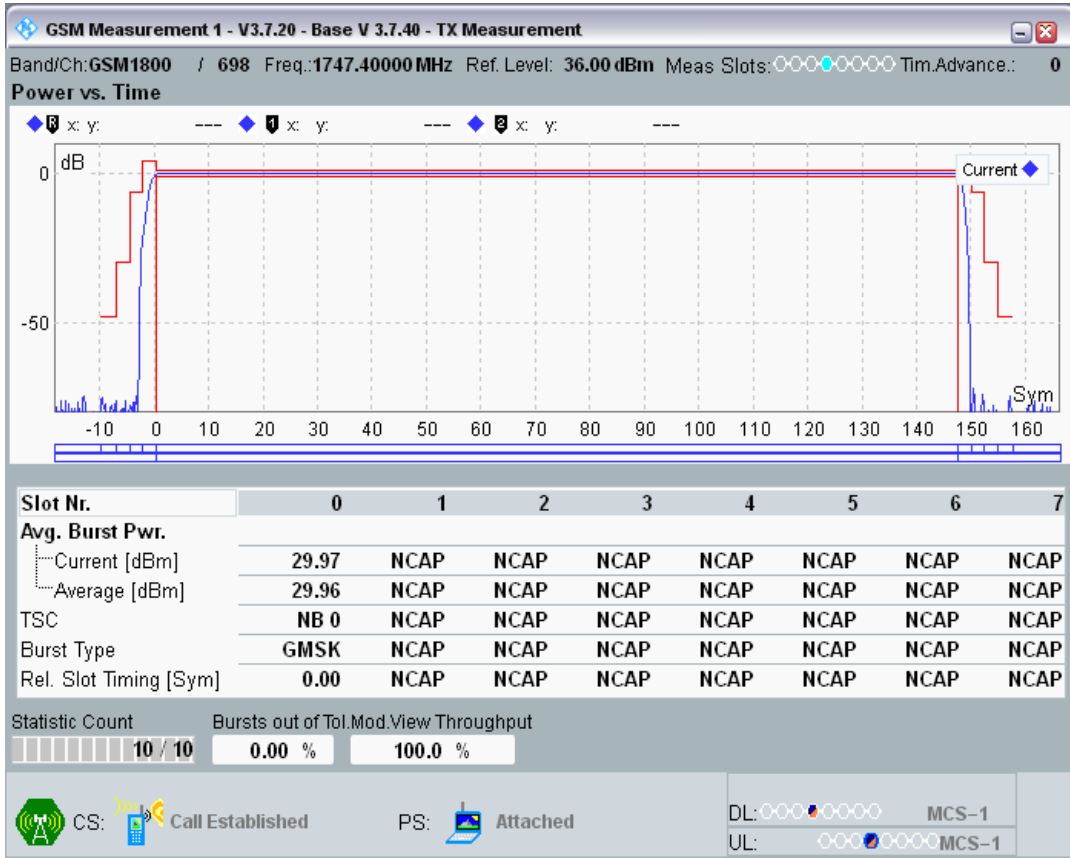 GSM Measurement 1 - V3.7.20 - Base V 3.7.40 - TX Measurement
Band/Ch:GSM1800 / 698 Freq.:1747.40000 MHz Ref. Level: 36.00 dBm Meas Slots: Tim.Advance.: 0
Power vs. Time
R x: y: --- 1 x: y: --- 2 x: y: ---
dB
0
Current
-50
Sym
-10 0 10 20 30 40 50 60 70 80 90 100 110 120 130 140 150 160
Slot Nr. 0 1 2 3 4 5 6 7
Avg. Burst Pwr.
Current [dBm] 29.97 NCAP NCAP NCAP NCAP NCAP NCAP NCAP
Average [dBm] 29.96 NCAP NCAP NCAP NCAP NCAP NCAP NCAP
TSC NB 0 NCAP NCAP NCAP NCAP NCAP NCAP NCAP
Burst Type GMSK NCAP NCAP NCAP NCAP NCAP NCAP NCAP
Rel. Slot Timing [Sym] 0.00 NCAP NCAP NCAP NCAP NCAP NCAP NCAP
Statistic Count Bursts out of Tol.Mod.View Throughput
10 / 10 0.00 % 100.0 %
CS: Call Established PS: Attached
DL: MCS-1
UL: MCS-1